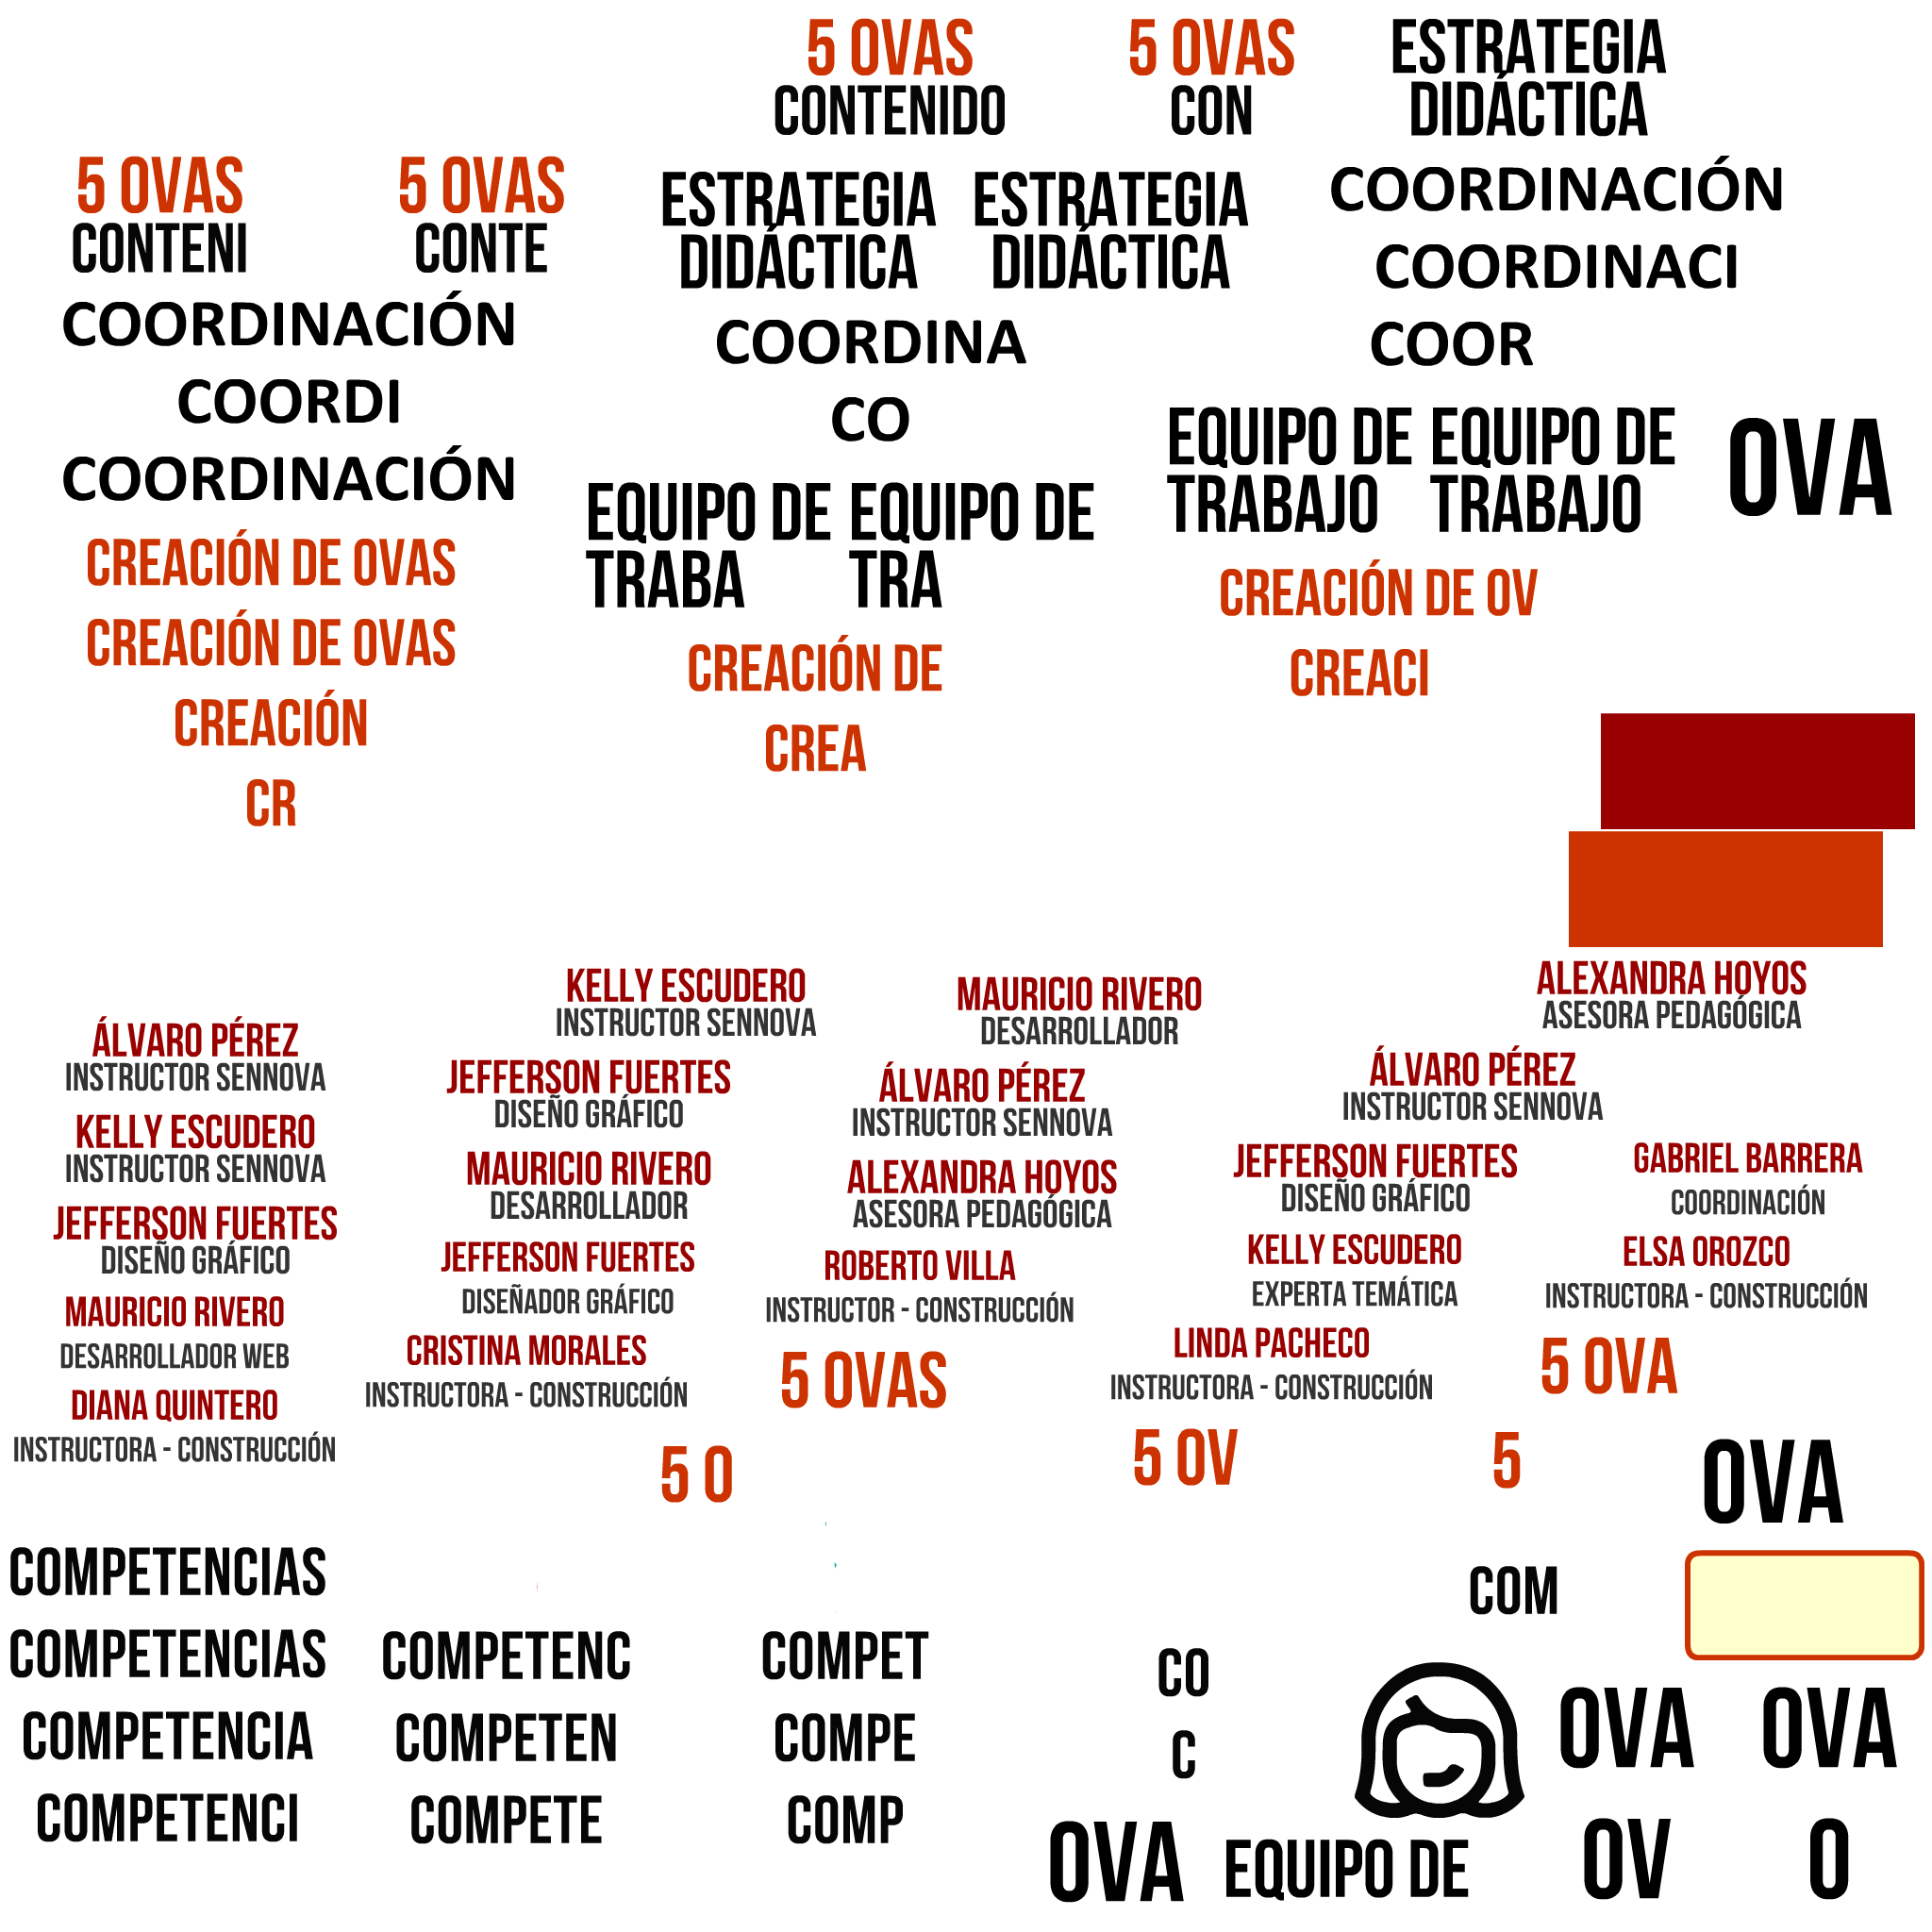 5 OVAS
CONTENIDO
5 OVAS
CON
ESTRATEGIA
DIDÁCTICA
5 OVAS
CONTENI
5 OVAS
CONTE
ESTRATEGIA
DIDÁCTICA
ESTRATEGIA
DIDÁCTICA
COORDINACIÓN
COORDINACI
COOR
COORDINACIÓN
COORDI
COORDINACIÓN
COORDINA
CO
EQUIPO DE
TRABAJO
EQUIPO DE
TRABAJO
OVA
EQUIPO DE
TRABA
EQUIPO DE
TRA
CREACIÓN DE OVAS
CREACIÓN DE OVAS
CREACIÓN
CR
CREACIÓN DE
CREA
CREACIÓN DE OV
CREACI
KELLY ESCUDERO
INSTRUCTOR SENNOVA
MAURICIO RIVERO
DESARROLLADOR
ALEXANDRA HOYOS
ASESORA PEDAGÓGICA
ÁLVARO PÉREZ
INSTRUCTOR SENNOVA
JEFFERSON FUERTES
DISEÑO GRÁFICO
ÁLVARO PÉREZ
INSTRUCTOR SENNOVA
ÁLVARO PÉREZ
INSTRUCTOR SENNOVA
KELLY ESCUDERO
INSTRUCTOR SENNOVA
MAURICIO RIVERO
DESARROLLADOR
ALEXANDRA HOYOS
ASESORA PEDAGÓGICA
JEFFERSON FUERTES
DISEÑO GRÁFICO
GABRIEL BARRERA
COORDINACIÓN
JEFFERSON FUERTES
DISEÑO GRÁFICO
JEFFERSON FUERTES
DISEÑADOR GRÁFICO
ROBERTO VILLA
INSTRUCTOR - CONSTRUCCIÓN
KELLY ESCUDERO
EXPERTA TEMÁTICA
ELSA OROZCO
INSTRUCTORA - CONSTRUCCIÓN
MAURICIO RIVERO
DESARROLLADOR WEB
CRISTINA MORALES
INSTRUCTORA - CONSTRUCCIÓN
5 OVAS
LINDA PACHECO
INSTRUCTORA - CONSTRUCCIÓN
5 OVA
DIANA QUINTERO
INSTRUCTORA - CONSTRUCCIÓN
5 O
5 OV
5
OVA
COMPETENCIAS
COMPETENCIAS
COMPETENCIA
COMPETENCI
COMPETENC
COMPETEN
COMPETE
COMPET
COMPE
COMP
COM
CO
C
OVA
OVA
OVA
EQUIPO DE
OV
O